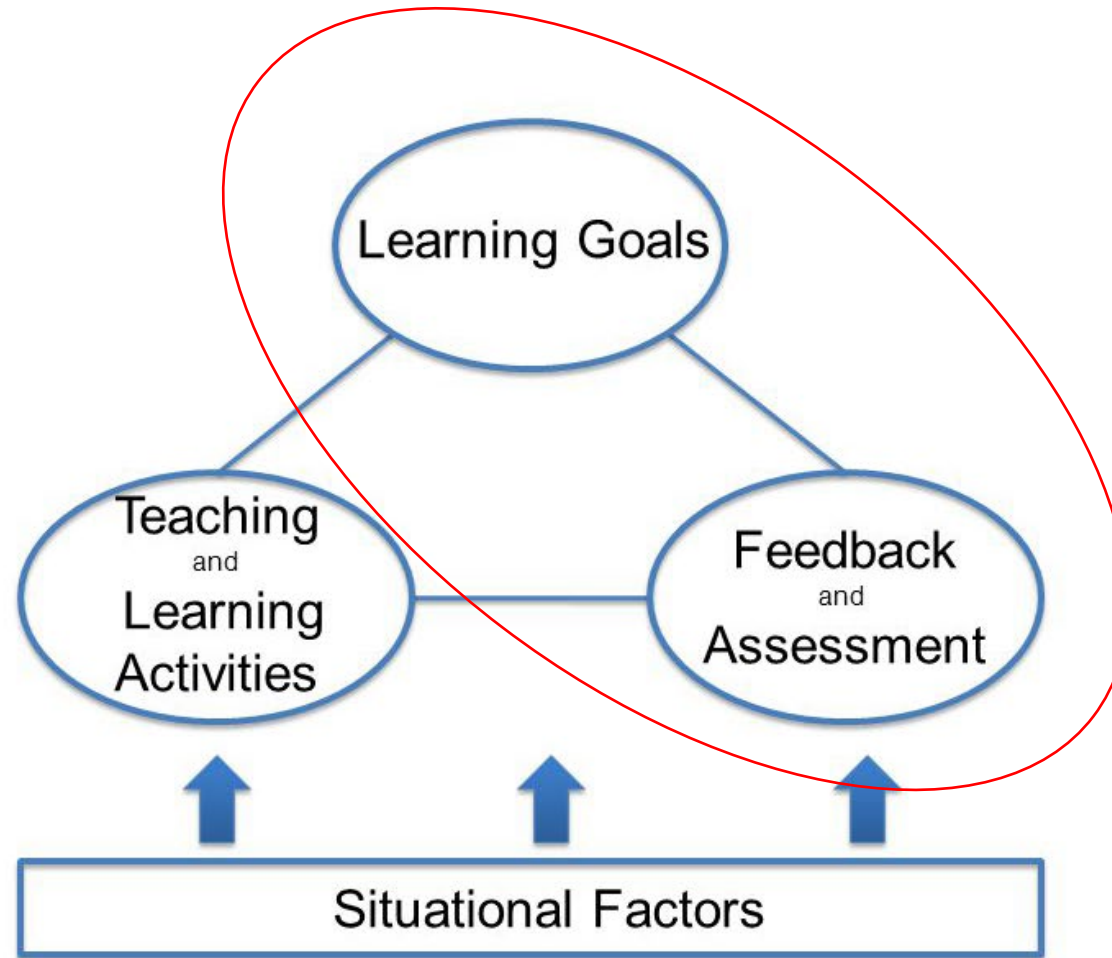 Learning Goals
Teaching
and
Learning
Activities
Feedback
and
Assessment
Situational Factors